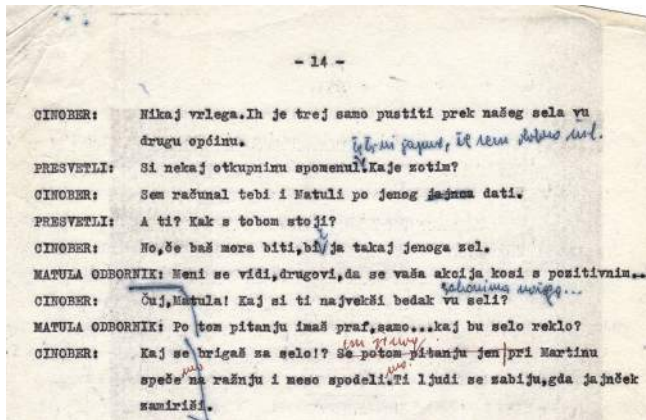 - 14 -
CINOBER: Nikaj vrlega.Ih je trej samo pustiti prek našeg sela vu
drugu općinu.
PRESVETLI: Si nekaj otkupninu spomenul.Kaje zotim?
CINOBER: Sem računal tebi i Matuli po jenog jajnca dati.
PRESVETLI: A ti? Kak s tobom stoji?
CINOBER: No,če baš mora biti,bi ja takaj jenoga zel.
MATULA ODBORNIK: Meni se vidi,drugovi,da se vaša akcija kosi s pozitivnim..
CINOBER: Čuj,Matula! Kaj si ti najvekši bedak vu seli?
MATULA ODBORNIK: Po tom pitanju imaš praf,samo...kaj bu selo reklo?
CINOBER: Kaj se brigaš za selo!? Se potom pitanju jen pri Martinu
speče na ražnju i meso spodeli.Ti ljudi se zabiju,gda jajnček
zamiriši.